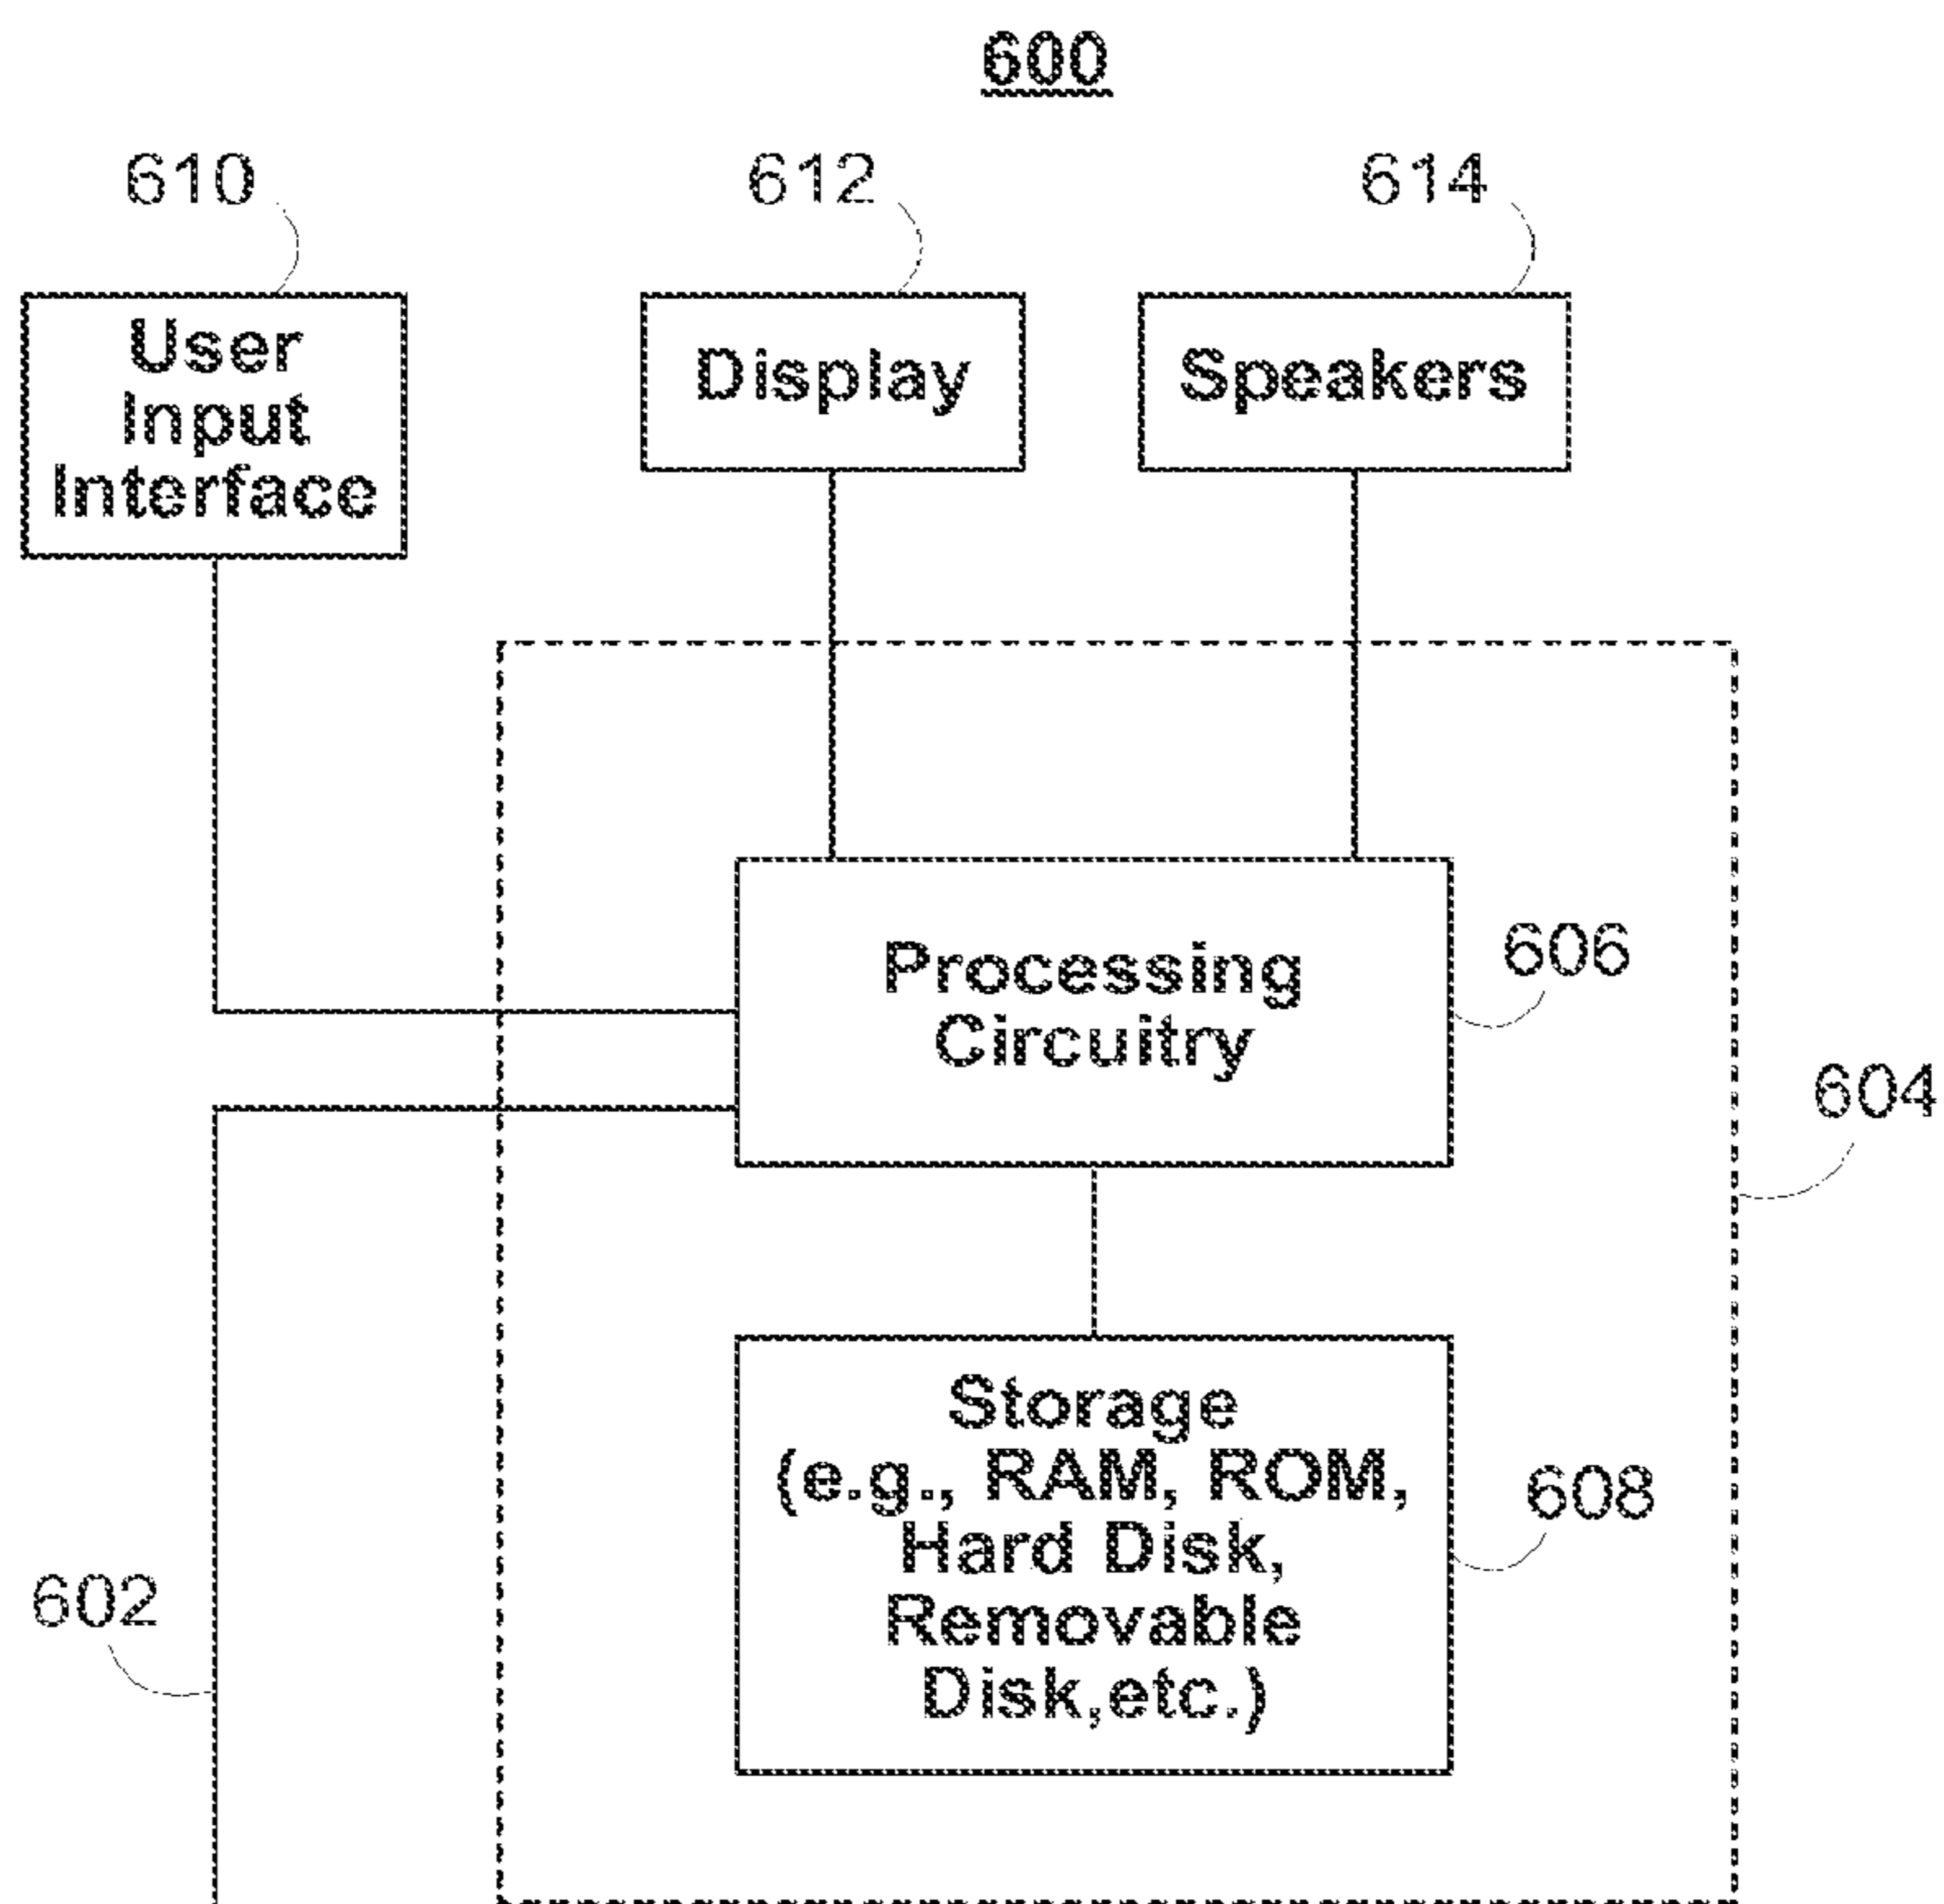 600
610
612
614
User
Input
Interface
Display
Speakers
Processing
Circuitry
606
604
Storage
(e.g., RAM, ROM,
Hard Disk,
Removable
Disk,etc.)
608
602